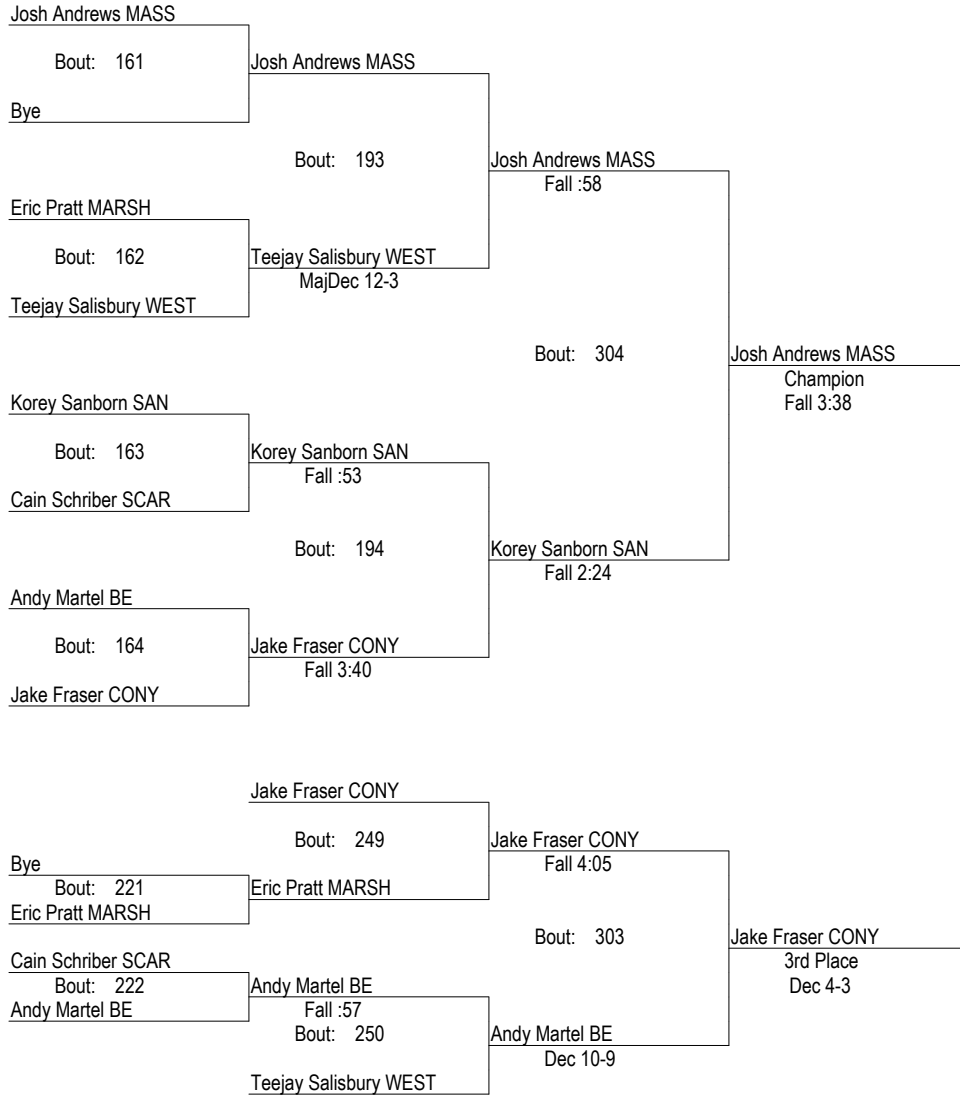 Josh Andrews MASS
Bout: 161
Josh Andrews MASS
Bye
Bout: 193
Josh Andrews MASS
Fall :58
Eric Pratt MARSH
Bout: 162
Teejay Salisbury WEST
MajDec 12-3
Teejay Salisbury WEST
Bout: 304
Josh Andrews MASS
Champion
Fall 3:38
Korey Sanborn SAN
Bout: 163
Korey Sanborn SAN
Fall :53
Cain Schriber SCAR
Bout: 194
Korey Sanborn SAN
Fall 2:24
Andy Martel BE
Bout: 164
Jake Fraser CONY
Fall 3:40
Jake Fraser CONY
Jake Fraser CONY
Bout: 249
Jake Fraser CONY
Fall 4:05
Bye
Bout: 221
Eric Pratt MARSH
Eric Pratt MARSH
Bout: 303
Jake Fraser CONY
3rd Place
Dec 4-3
Cain Schriber SCAR
Bout: 222
Andy Martel BE
Andy Martel BE
Fall :57
Bout: 250
Andy Martel BE
Dec 10-9
Teejay Salisbury WEST